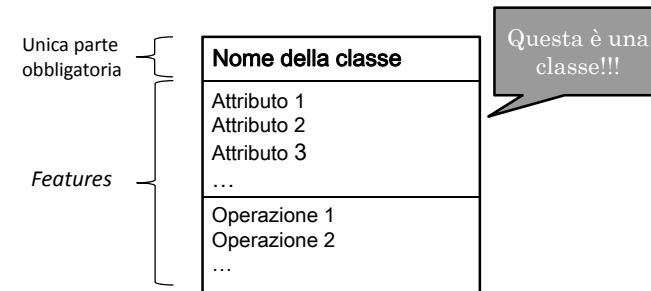 Unica parte
obbligatoria
Nome della classe
Questa è una
classe!!!
Features
Attributo 1
Attributo 2
Attributo 3
…
Operazione 1
Operazione 2
…